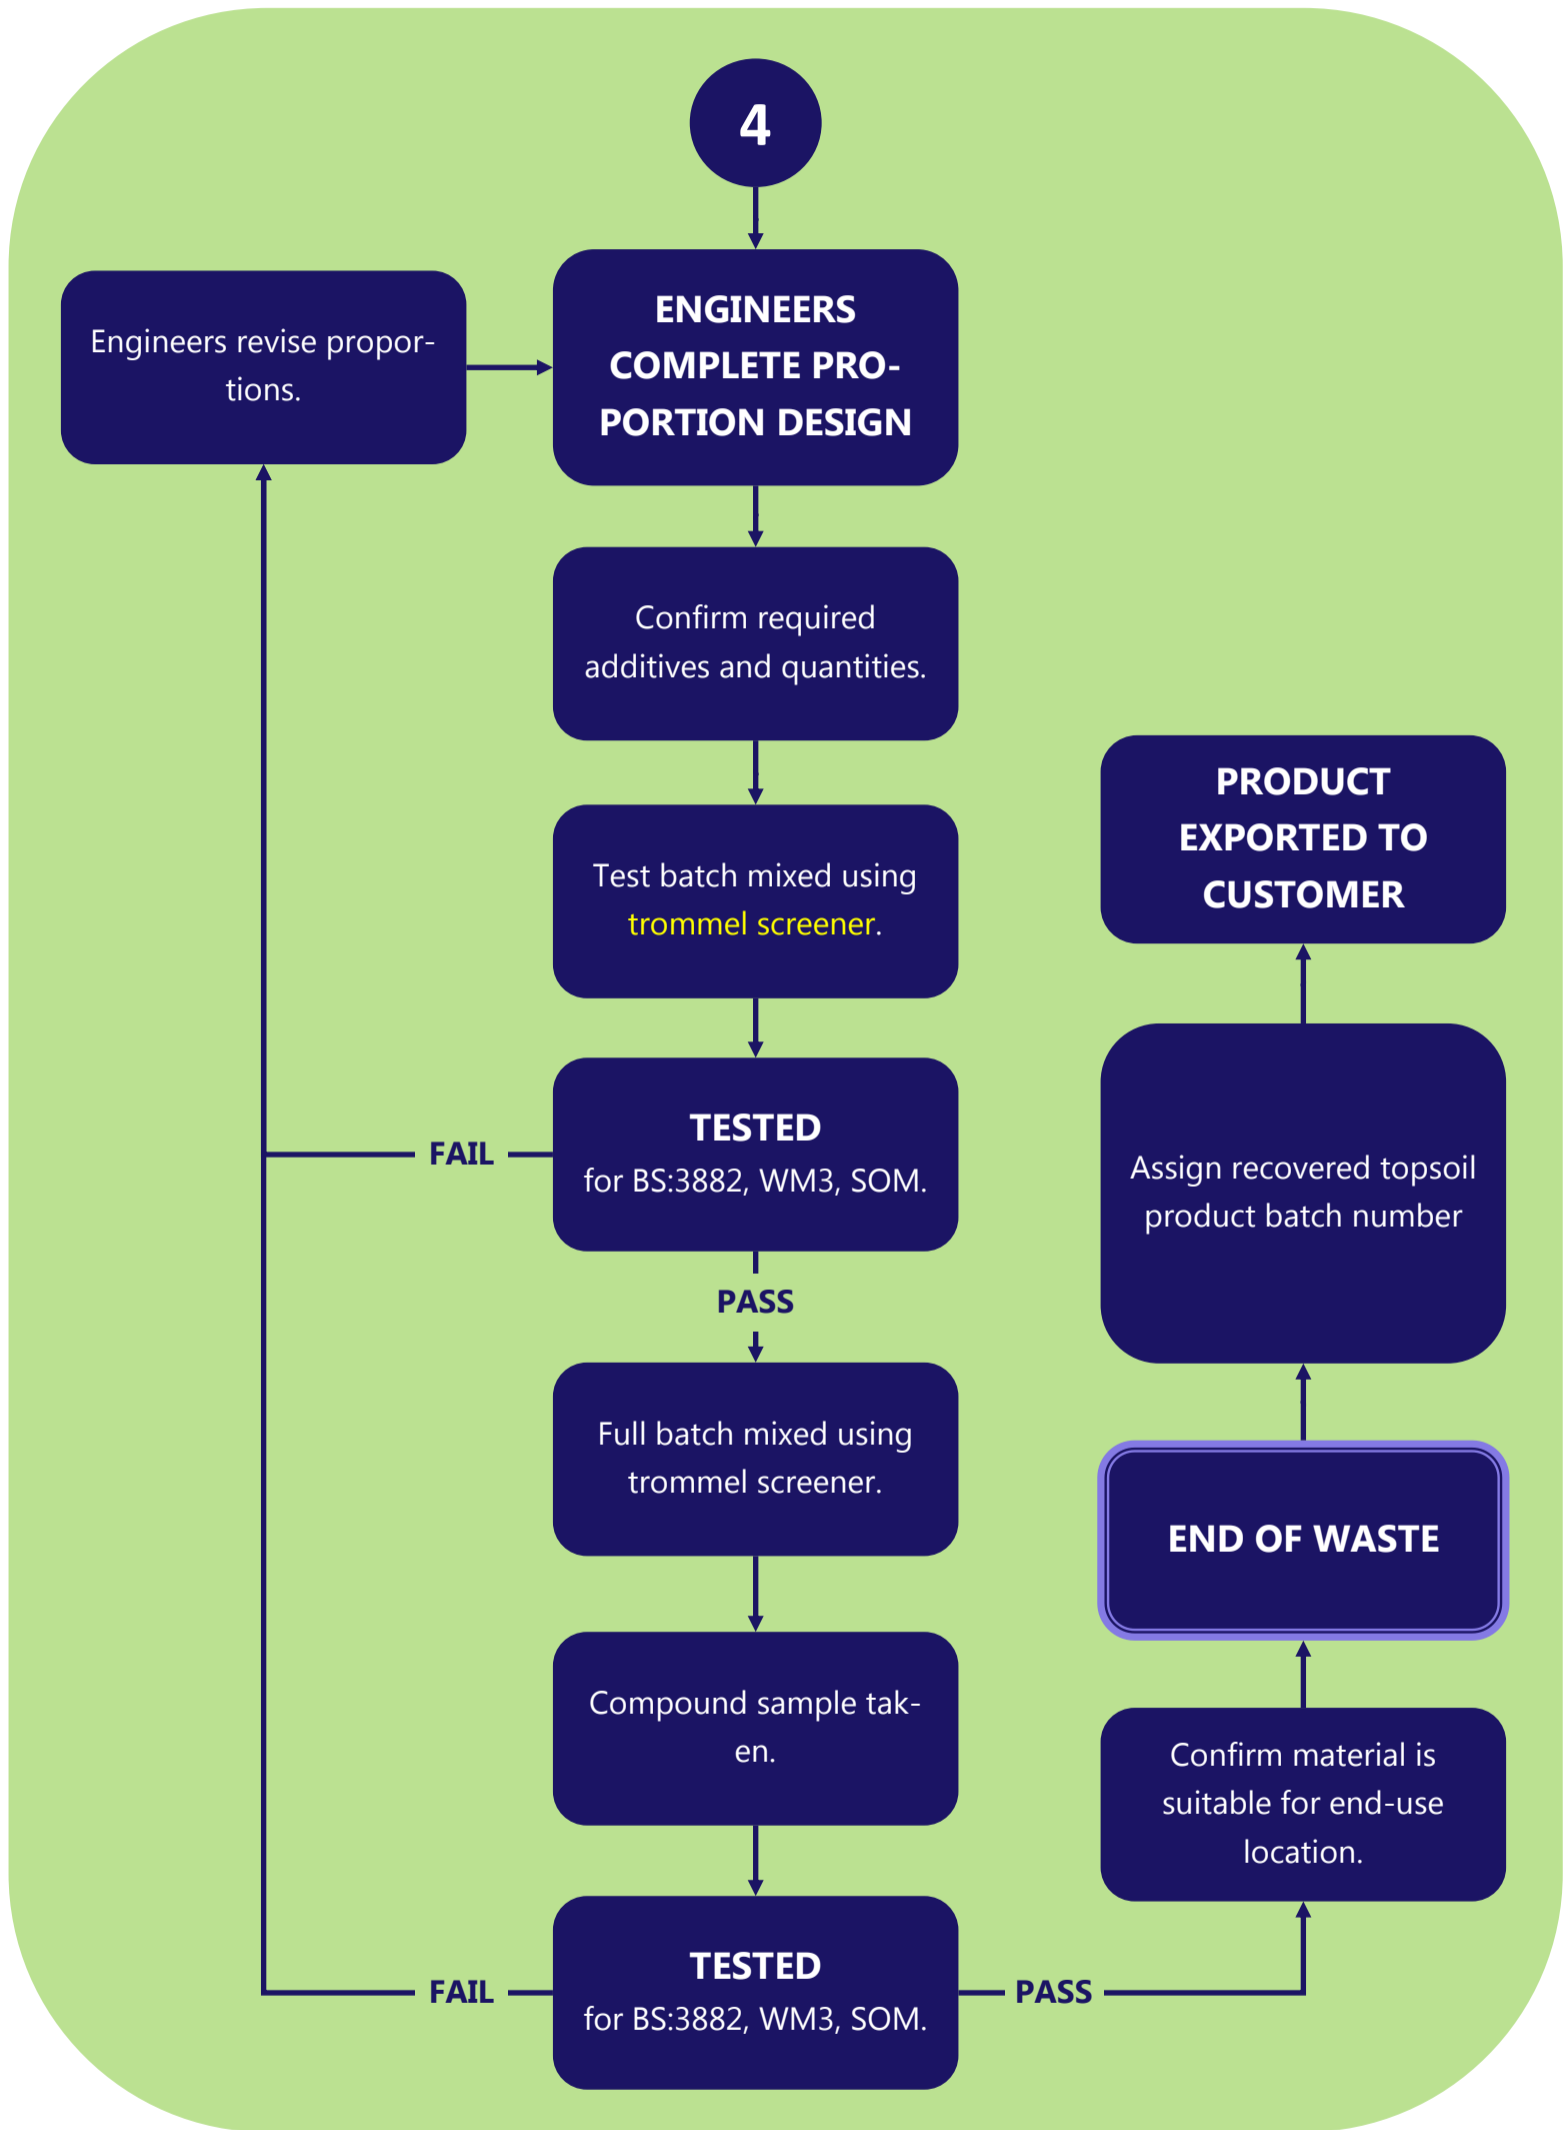 4
Engineers revise propor-
tions.
ENGINEERS
COMPLETE PRO-
PORTION DESIGN
Confirm required
additives and quantities.
Test batch mixed using
trommel screener.
TESTED
for BS:3882, WM3, SOM.
FAIL
PASS
Full batch mixed using
trommel screener.
Compound sample tak-
en.
TESTED
for BS:3882, WM3, SOM.
FAIL
PASS
Confirm material is
suitable for end-use
location.
END OF WASTE
Assign recovered topsoil
product batch number
PRODUCT
EXPORTED TO
CUSTOMER